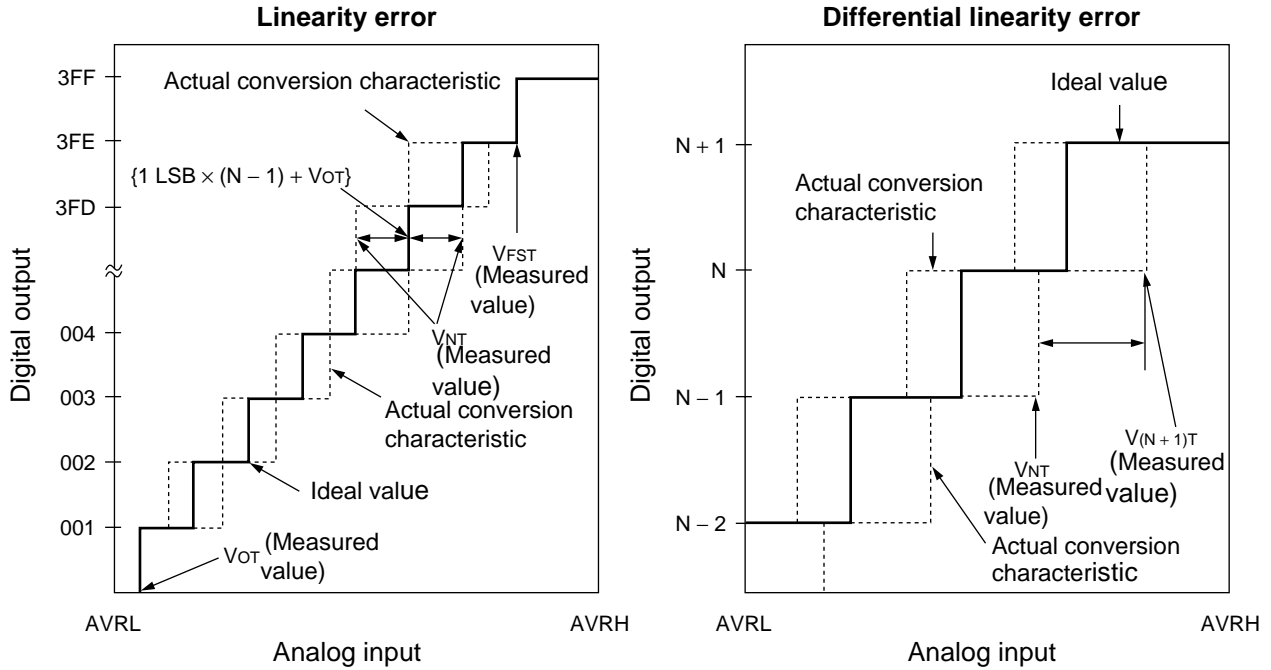 Linearity error
3FF
3FE
3FD
004
003
002
001
Digital output
Actual conversion characteristic
{1 LSB × (N − 1) + VOT}
VFST
(Measured
value)
VNT
(Measured
value)
Actual conversion
characteristic
Ideal value
VOT (Measured
value)
AVRL
AVRH
Analog input
Differential linearity error
N + 1
N
N − 1
N − 2
Digital output
Ideal value
Actual conversion
characteristic
V(N + 1)T
(Measured
value)
VNT
(Measured
value)
Actual conversion
characteristic
AVRL
AVRH
Analog input